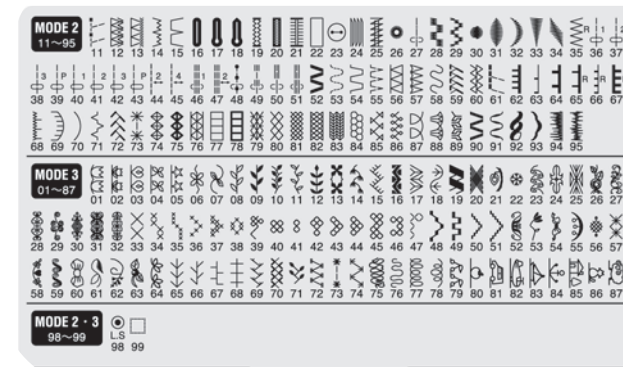 MODE 2
11~95
11 12 13 14 15 16 17 18 19 20 21 22 23 24 25 26 27 28 29 30 31 32 33 34 35 36 37
38 39 40 41 42 43 44 45 46 47 48 49 50 51 52 53 54 55 56 57 58 59 60 61 62 63 64 65 66 67
68 69 70 71 72 73 74 75 76 77 78 79 80 81 82 83 84 85 86 87 88 89 90 91 92 93 94 95
MODE 3
01~87
01 02 03 04 05 06 07 08 09 10 11 12 13 14 15 16 17 18 19 20 21 22 23 24 25 26 27
28 29 30 31 32 33 34 35 36 37 38 39 40 41 42 43 44 45 46 47 48 49 50 51 52 53 54 55 56 57
58 59 60 61 62 63 64 65 66 67 68 69 70 71 72 73 74 75 76 77 78 79 80 81 82 83 84 85 86 87
MODE 2・3
98~99
L.S
98 99